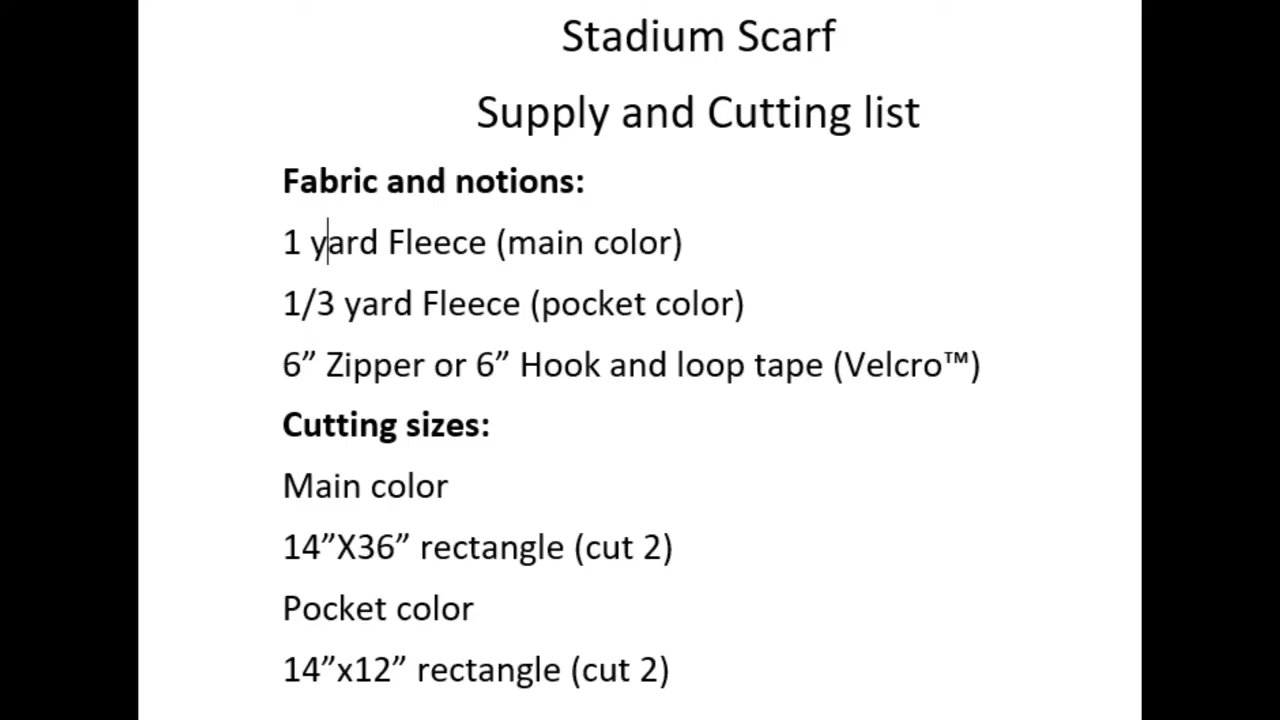 Stadium Scarf
Supply and Cutting list
Fabric and notions:
1 yard Fleece (main color)
1/3 yard Fleece (pocket color)
6” Zipper or 6” Hook and loop tape (Velcro™)
Cutting sizes:
Main color
14”X36” rectangle (cut 2)
Pocket color
14”x12” rectangle (cut 2)